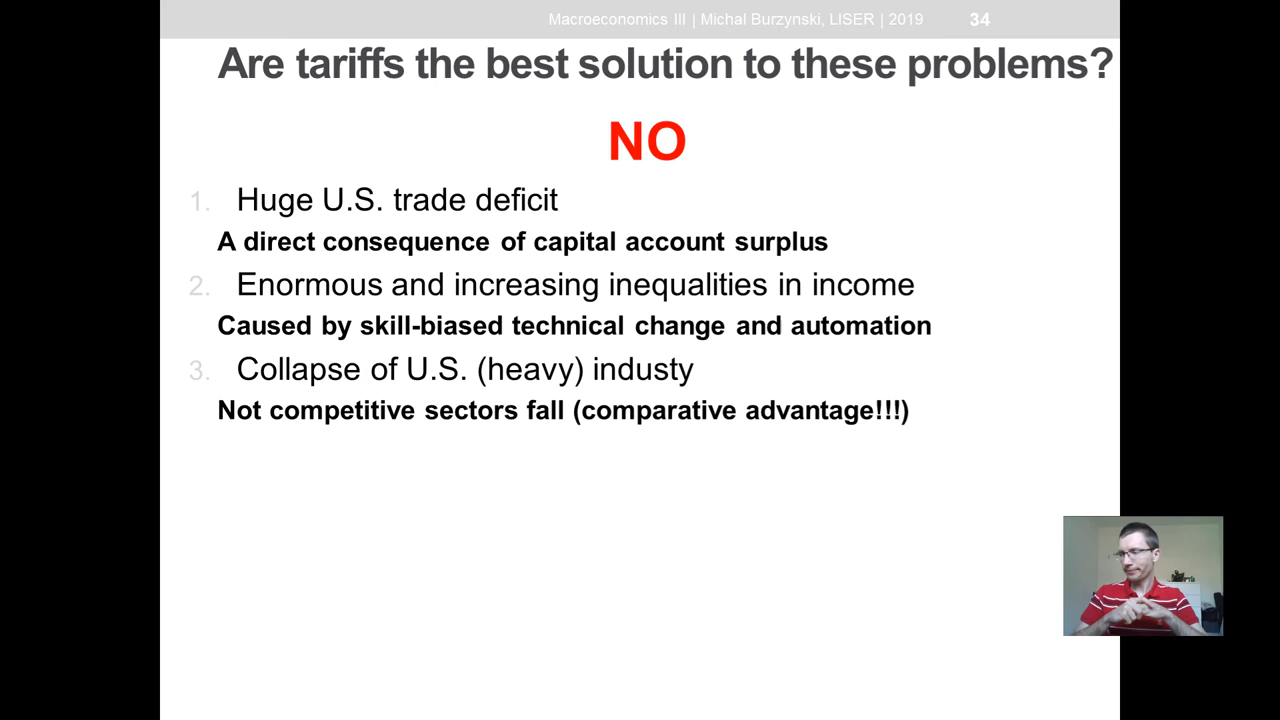 Macroeconomics III | Michal Burzynski, LISER | 2019 34
Are tariffs the best solution to these problems?
NO
1. Huge U.S. trade deficit
A direct consequence of capital account surplus
2. Enormous and increasing inequalities in income
Caused by skill-biased technical change and automation
3. Collapse of U.S. (heavy) industy
Not competitive sectors fall (comparative advantage!!!)